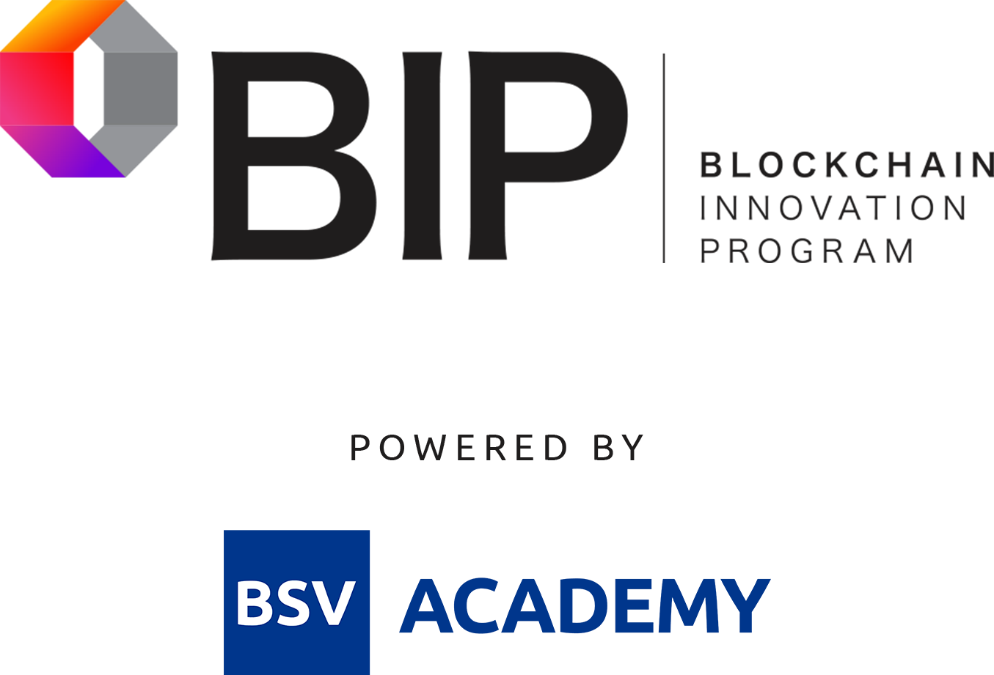 BIP
BLOCKCHAIN
INNOVATION
PROGRAM
POWERED BY
BSV ACADEMY